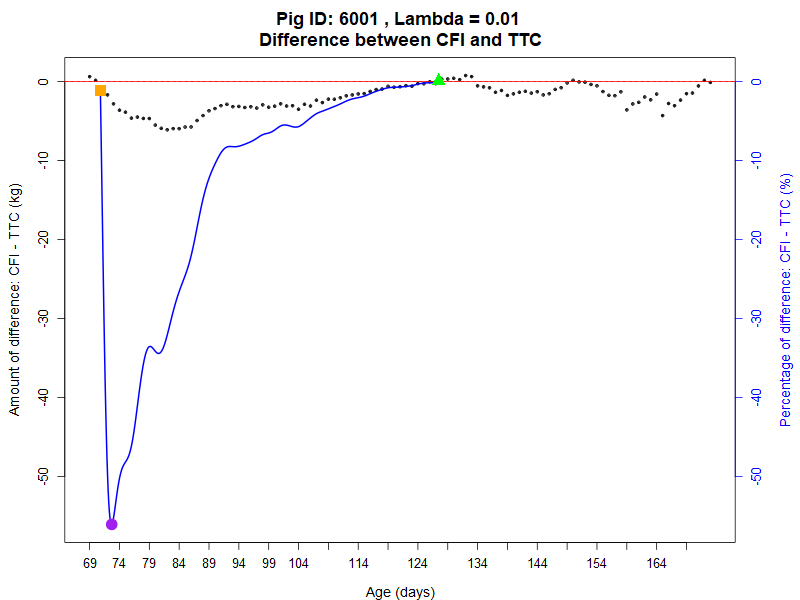 Pig ID: 6001 , Lambda = 0.01
Difference between CFI and TTC
Amount of difference: CFI - TTC (kg)
0
-10
-20
-30
-40
-50
0
-10
-20
-30
-40
-50
Percentage of difference: CFI - TTC (%)
69 74 79 84 89 94 99 104 114 124 134 144 154 164
Age (days)